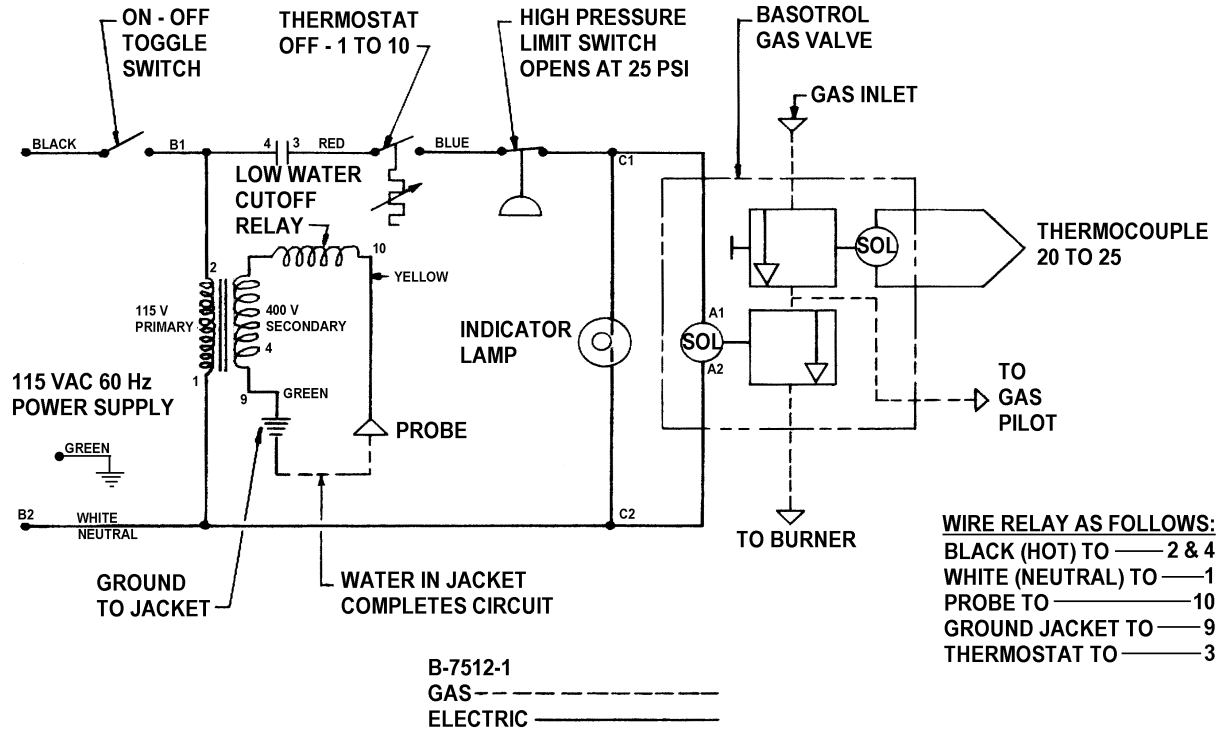 ON - OFF
TOGGLE
SWITCH
THERMOSTAT
OFF - 1 TO 10
HIGH PRESSURE
LIMIT SWITCH
OPENS AT 25 PSI
BASOTROL
GAS VALVE
GAS INLET
BLACK
B1
4
3
RED
BLUE
C1
LOW WATER
CUTOFF
RELAY
10
YELLOW
SOL
THERMOCOUPLE
20 TO 25
2
115 V
PRIMARY
400 V
SECONDARY
4
1
9
GREEN
INDICATOR
LAMP
A1
SOL
A2
115 VAC 60 Hz
POWER SUPPLY
GREEN
PROBE
TO
GAS
PILOT
B2
WHITE
NEUTRAL
C2
TO BURNER
GROUND
TO JACKET
WATER IN JACKET
COMPLETES CIRCUIT
WIRE RELAY AS FOLLOWS:
BLACK (HOT) TO 2 & 4
WHITE (NEUTRAL) TO 1
PROBE TO 10
GROUND JACKET TO 9
THERMOSTAT TO 3
B-7512-1
GAS
ELECTRIC